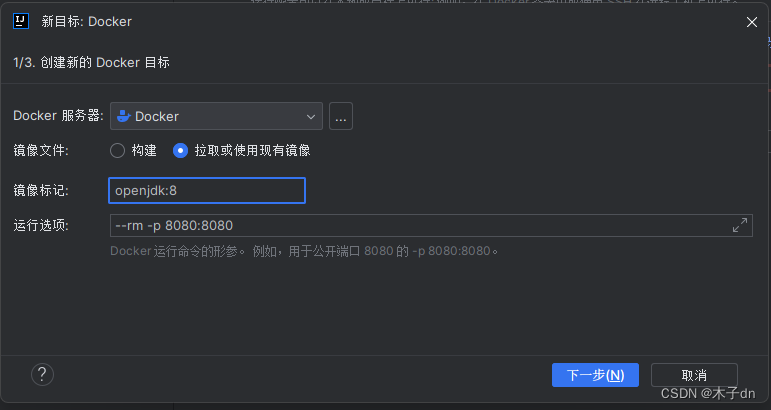 新目标: Docker
1/3. 创建新的 Docker 目标
Docker 服务器: Docker ...
镜像文件: 构建 拉取或使用现有镜像
镜像标记: openjdk:8
运行选项: --rm -p 8080:8080
Docker 运行命令的形参。 例如，用于公开端口 8080 的 -p 8080:8080。
? 下一步(N) 取消
CSDN @木子dn